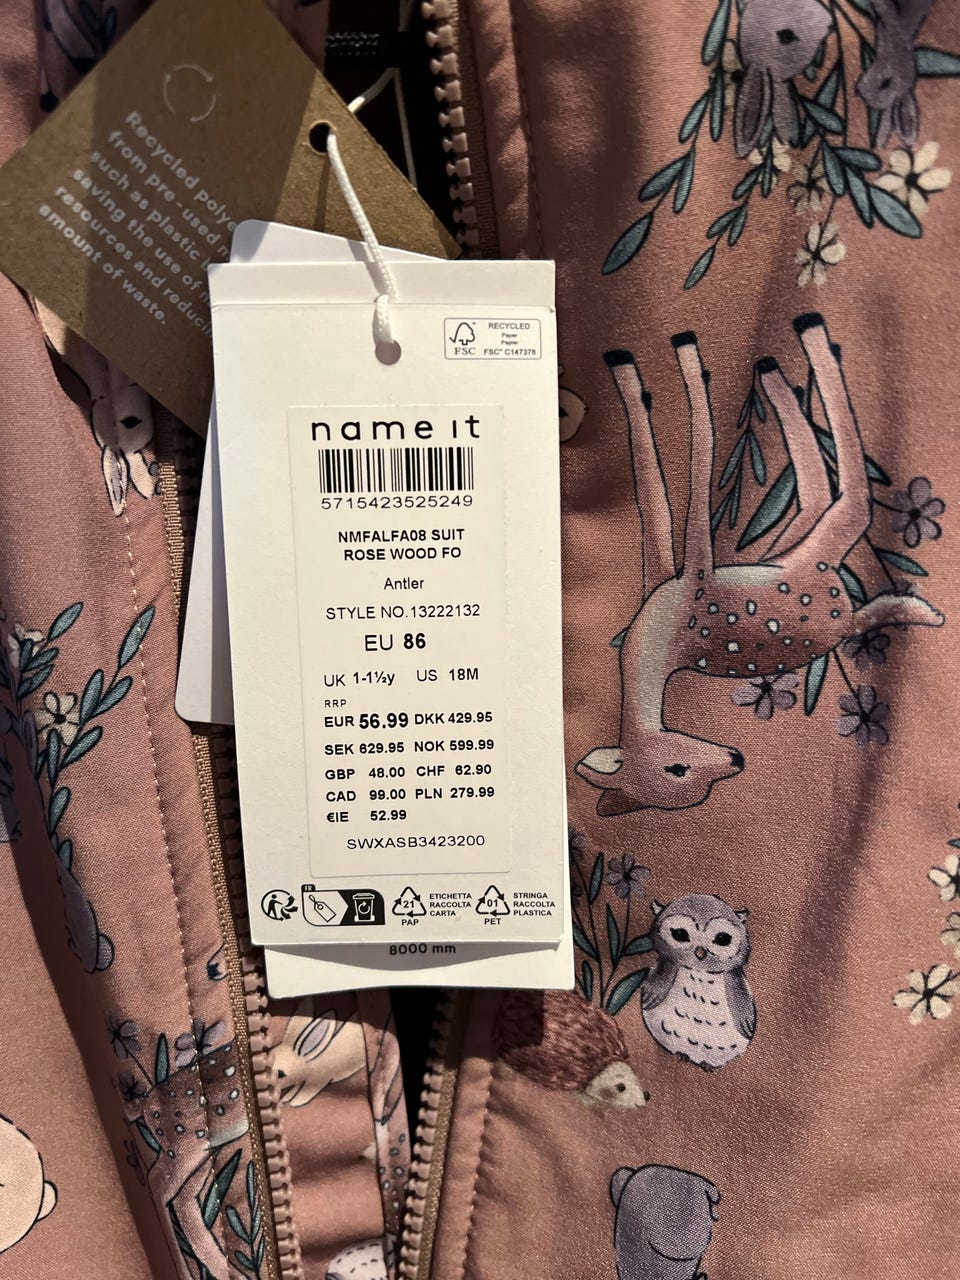 Recycled
from pre-used
such as plastic
saving the use of
resources and
amount of waste.
FSC
RECYCLED
Paper
Papier
FSC® C147376
name it
5715423525249
NMFALFA08 SUIT
ROSE WOOD FO
Antler
STYLE NO.13222132
EU 86
UK 1-1½y US 18M
RRP
EUR 56.99 DKK 429.95
SEK 629.95 NOK 599.99
GBP 48.00 CHF 62.90
CAD 99.00 PLN 279.99
€IE 52.99
SWXASB3423200
FR
21
PAP
ETICHETTA
RACCOLTA
CARTA
01
PET
STRINGA
RACCOLTA
PLASTICA
8000 mm